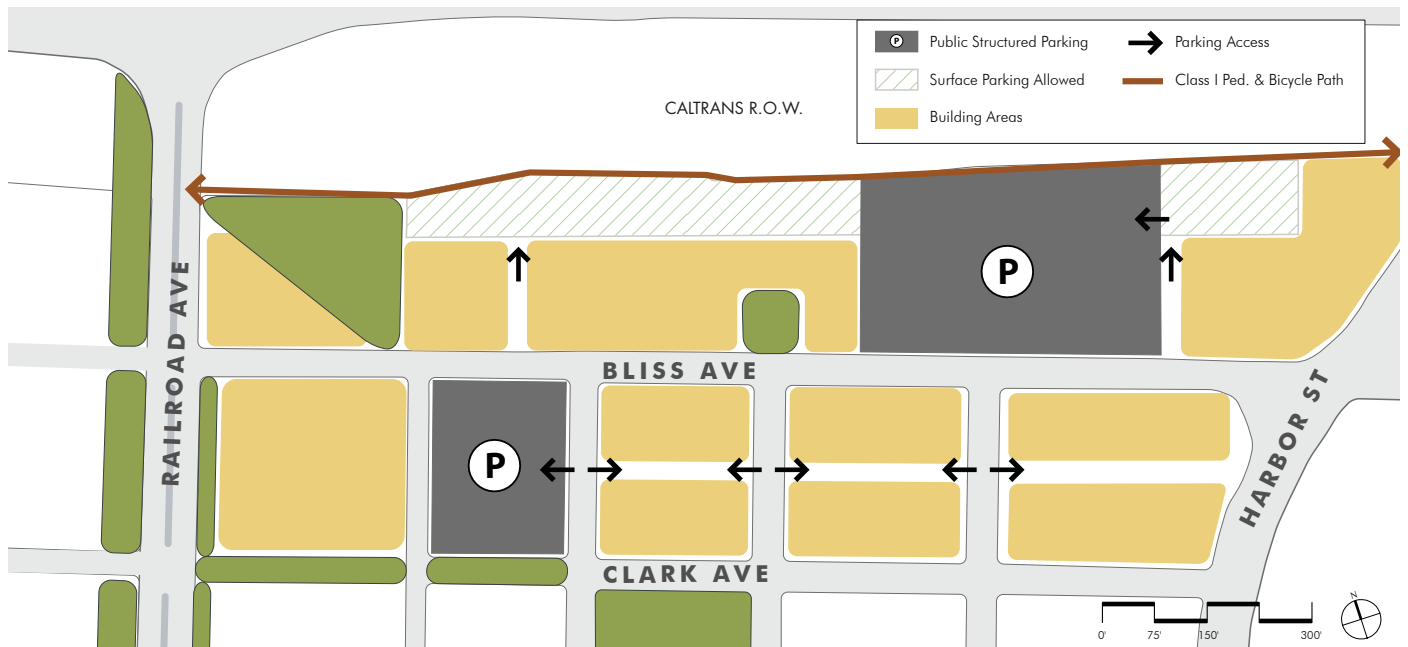 P
Public Structured Parking
Parking Access
Surface Parking Allowed
Class I Ped. & Bicycle Path
Building Areas
CALTRANS R.O.W.
P
RAILROAD AVE
BLISS AVE
HARBOR ST
P
CLARK AVE
N
0'
75'
150'
300'